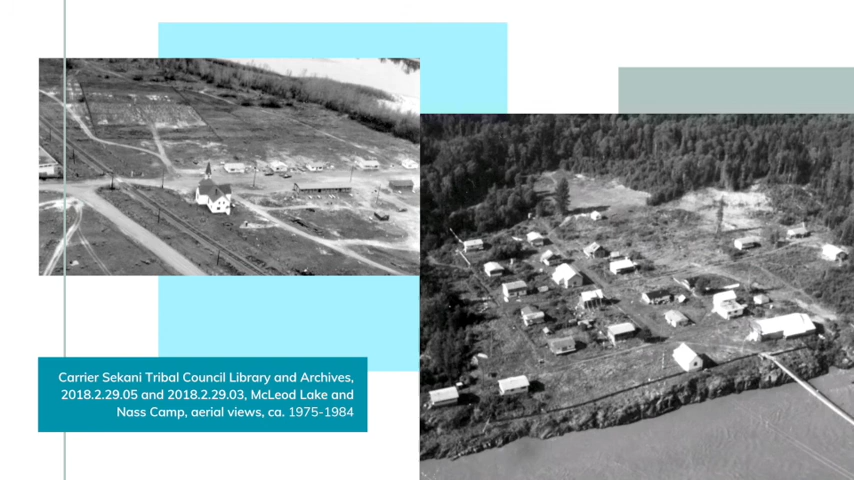 Carrier Sekani Tribal Council Library and Archives,
2018.2.29.05 and 2018.2.29.03, McLeod Lake and
Nass Camp, aerial views, ca. 1975-1984